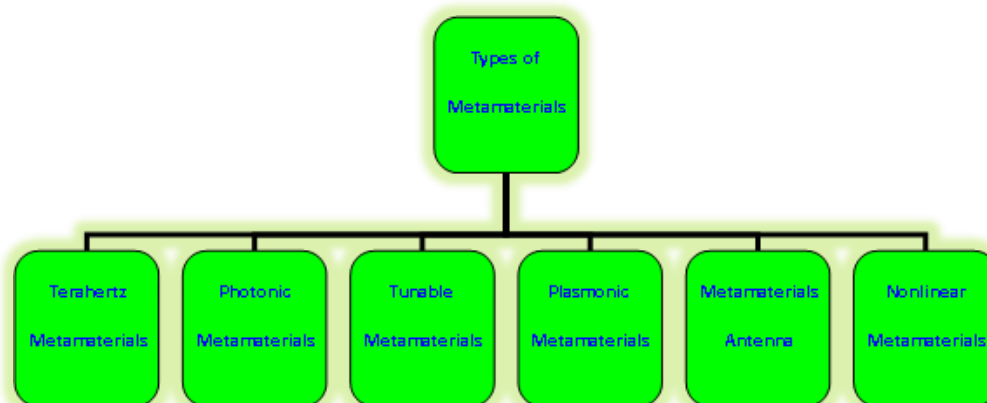 Types of
Metamaterials
Terahertz
Metamaterials
Photonic
Metamaterials
Tunable
Metamaterials
Plasmonic
Metamaterials
Metamaterials
Antenna
Nonlinear
Metamaterials